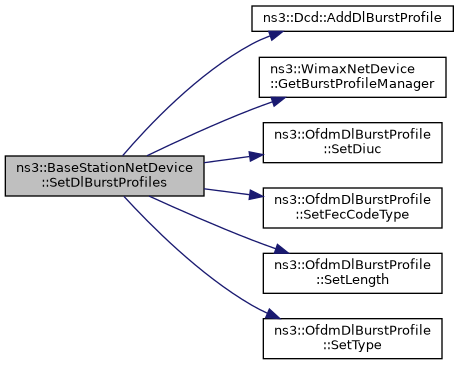 ns3::Dcd::AddDlBurstProfile
ns3::WimaxNetDevice
::GetBurstProfileManager
ns3::OfdmDlBurstProfile
::SetDiuc
ns3::BaseStationNetDevice
::SetDlBurstProfiles
ns3::OfdmDlBurstProfile
::SetFecCodeType
ns3::OfdmDlBurstProfile
::SetLength
ns3::OfdmDlBurstProfile
::SetType